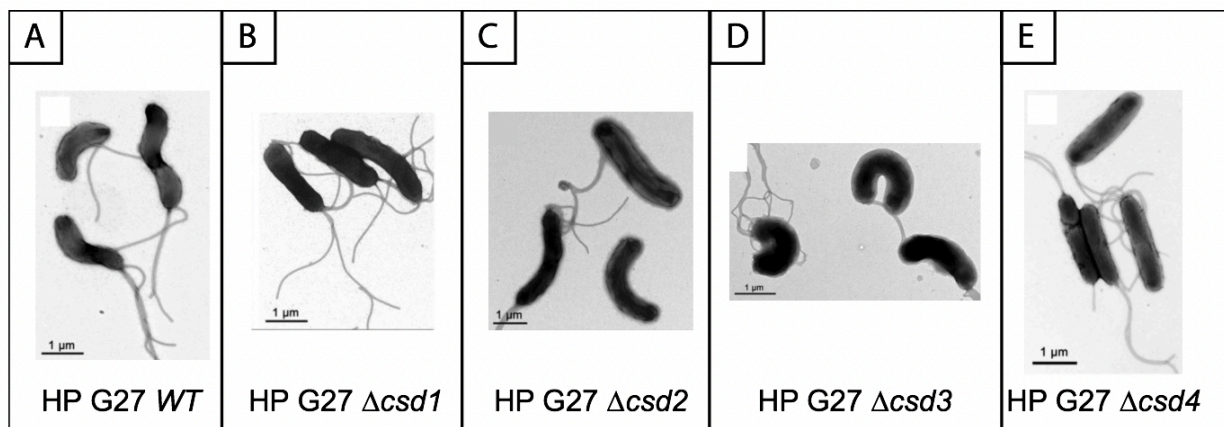 A
B
C
D
E
1 µm
1 µm
1 µm
1 µm
1 µm
HP G27 WT
HP G27 Δcsd1
HP G27 Δcsd2
HP G27 Δcsd3
HP G27 Δcsd4